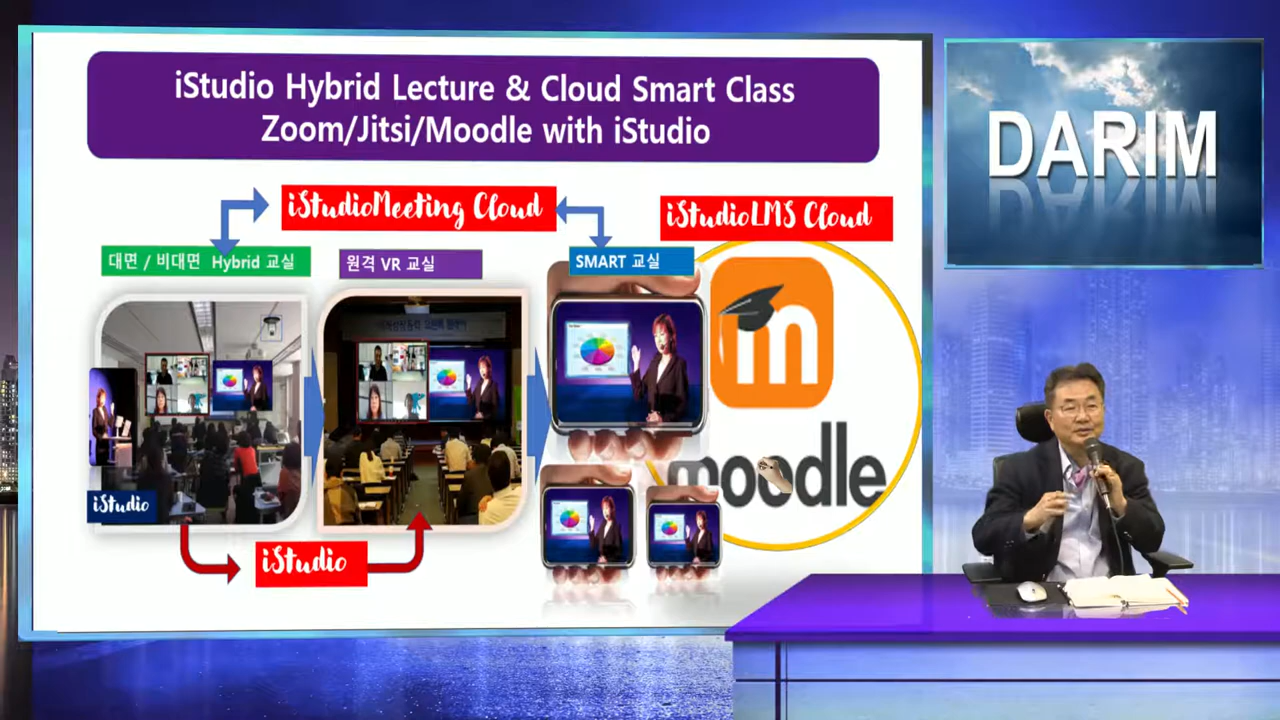 iStudio Hybrid Lecture & Cloud Smart Class
Zoom/Jitsi/Moodle with iStudio
DARIM
iStudioMeeting Cloud
iStudioLMS Cloud
대면 / 비대면 Hybrid 교실
원격 VR 교실
SMART 교실
m
moodle
iStudio
iStudio